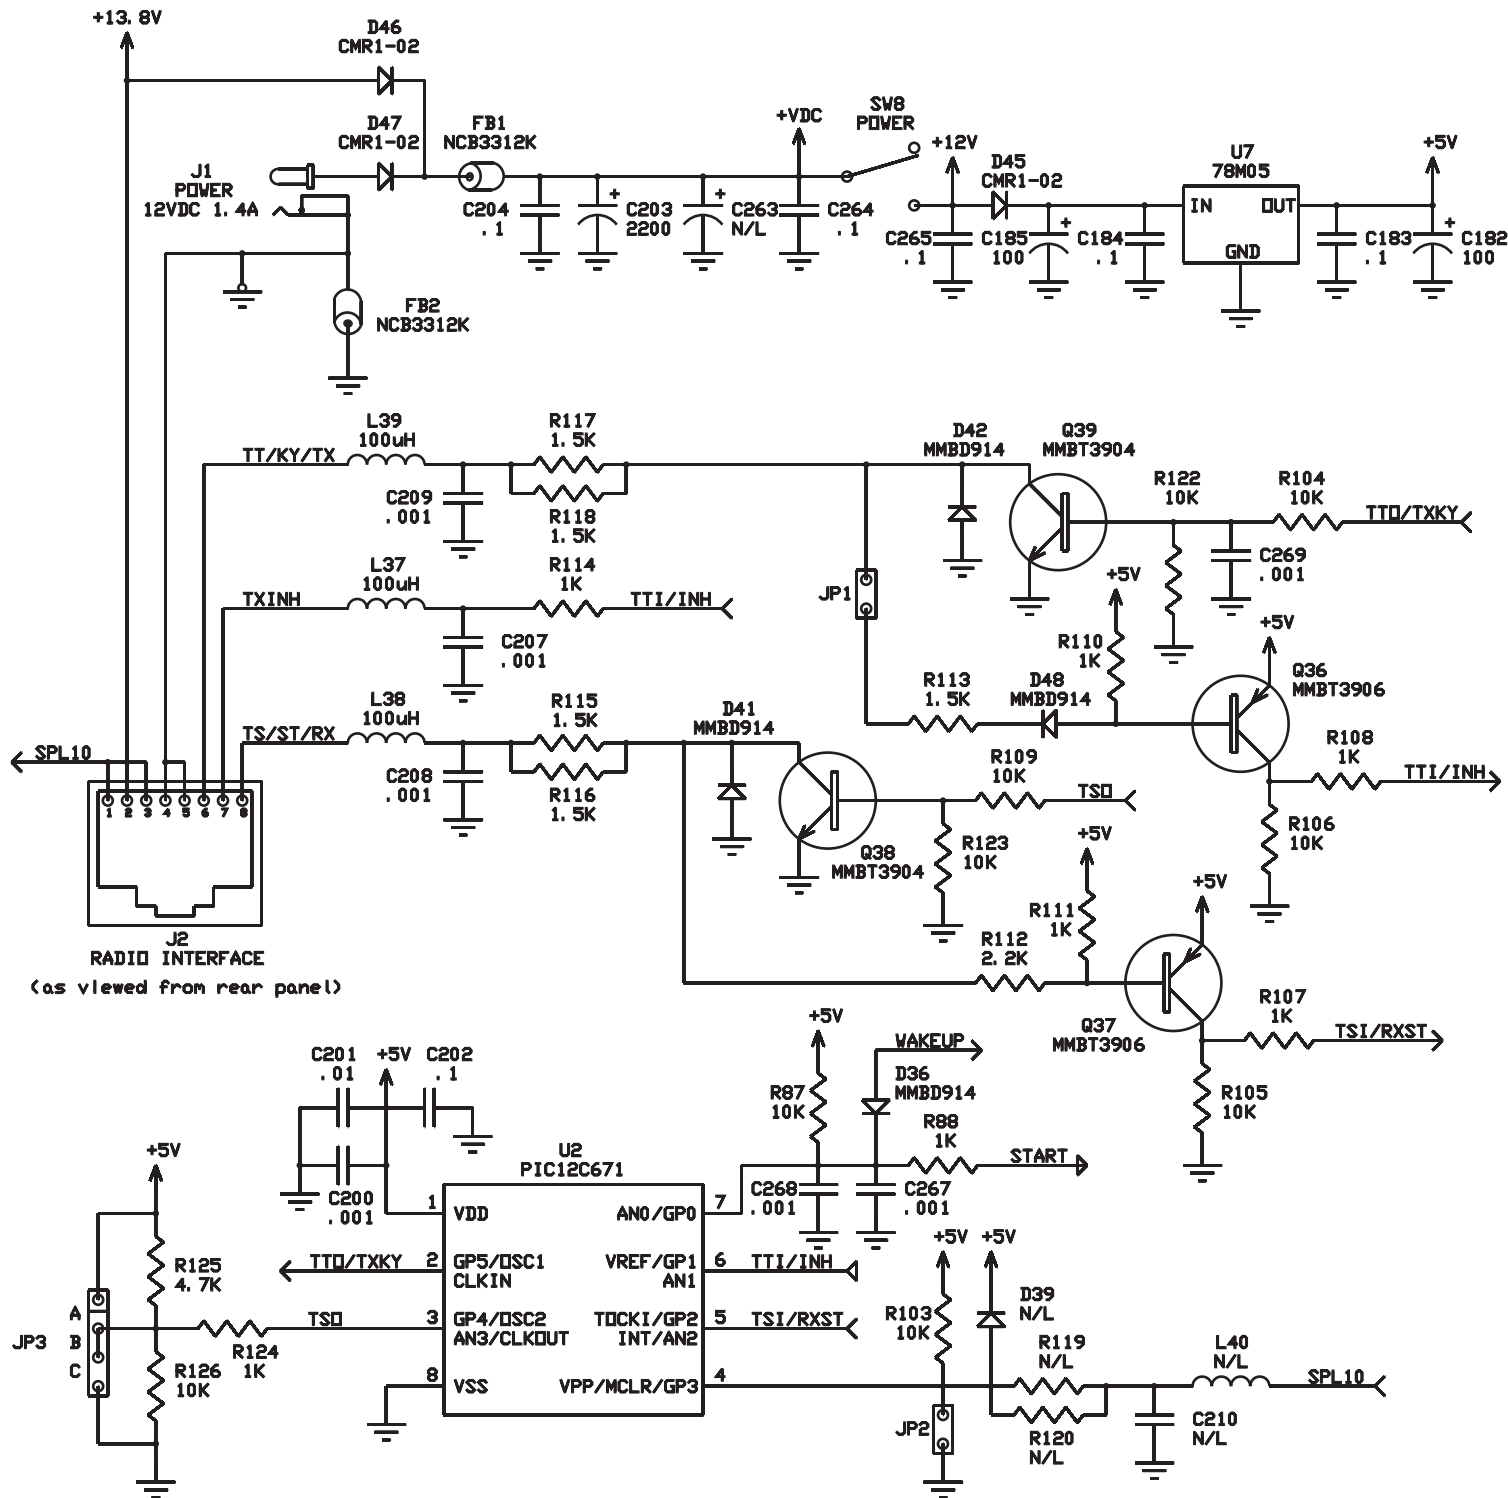 +13.8V
D46
CMR1-02
D47
CMR1-02
FB1
NCB3312K
+VDC
SW8
POWER
+12V
D45
CMR1-02
U7
78M05
+5V
J1
POWER
12VDC 1.4A
C204
.1
C203
2200
+
C263
N/L
+
C264
.1
C265
.1
C185
100
+
C184
.1
IN
OUT
GND
C183
.1
C182
100
+
FB2
NCB3312K
L39
100uH
TT/KY/TX
R117
1.5K
C209
.001
R118
1.5K
D42
MMBD914
Q39
MMBT3904
R122
10K
R104
10K
TTO/TXKY
C269
.001
L37
100uH
TXINH
R114
1K
TTI/INH
C207
.001
JP1
+5V
R110
1K
+5V
Q36
MMBT3906
R113
1.5K
D48
MMBD914
L38
100uH
TS/ST/RX
R115
1.5K
D41
MMBD914
C208
.001
R116
1.5K
R109
10K
TSO
R108
1K
TTI/INH
R106
10K
SPL10
1 2 3 4 5 6 7 8
Q38
MMBT3904
R123
10K
+5V
R111
1K
R112
2.2K
+5V
J2
RADIO INTERFACE
(as viewed from rear panel)
Q37
MMBT3906
R107
1K
TSI/RXST
R105
10K
C201
.01
+5V
C202
.1
C200
.001
+5V
R87
10K
WAKEUP
D36
MMBD914
R88
1K
START
C268
.001
C267
.001
U2
PIC12C671
1
VDD
2
GP5/OSC1
CLKIN
3
GP4/OSC2
AN3/CLKOUT
8
VSS
AN0/GP0
7
VREF/GP1
AN1
6
TOCKI/GP2
INT/AN2
5
VPP/MCLR/GP3
4
TTO/TXKY
TSO
TTI/INH
TSI/RXST
+5V
R125
4.7K
JP3
A
B
C
R124
1K
R126
10K
+5V
+5V
R103
10K
D39
N/L
R119
N/L
L40
N/L
SPL10
JP2
R120
N/L
C210
N/L